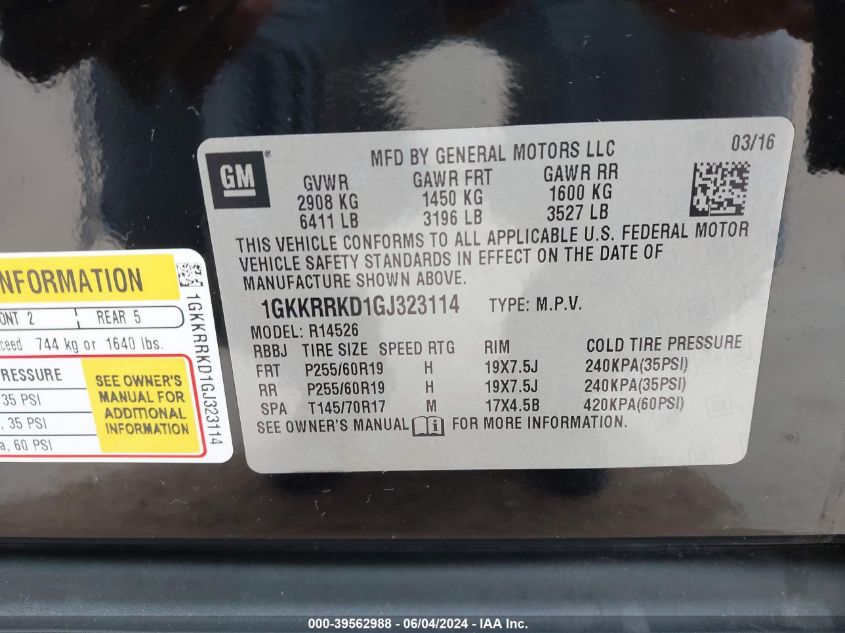 GM
MFD BY GENERAL MOTORS LLC
03/16
GVWR GAWR FRT GAWR RR
2908 KG 1450 KG 1600 KG
6411 LB 3196 LB 3527 LB
THIS VEHICLE CONFORMS TO ALL APPLICABLE U.S. FEDERAL MOTOR
VEHICLE SAFETY STANDARDS IN EFFECT ON THE DATE OF
MANUFACTURE SHOWN ABOVE.
1GKKRRKD1GJ323114 TYPE: M.P.V.
MODEL: R14526
RBBJ TIRE SIZE SPEED RTG RIM COLD TIRE PRESSURE
FRT P255/60R19 H 19X7.5J 240KPA(35PSI)
RR P255/60R19 H 19X7.5J 240KPA(35PSI)
SPA T145/70R17 M 17X4.5B 420KPA(60PSI)
SEE OWNER'S MANUAL FOR MORE INFORMATION.
NFORMATION
ONT 2 REAR 5
ceed 744 kg or 1640 lbs.
RESSURE
35 PSI
, 35 PSI
a, 60 PSI
SEE OWNER'S
MANUAL FOR
ADDITIONAL
INFORMATION
1GKKRRKD1GJ323114
000-39562988 - 06/04/2024 - IAA Inc.